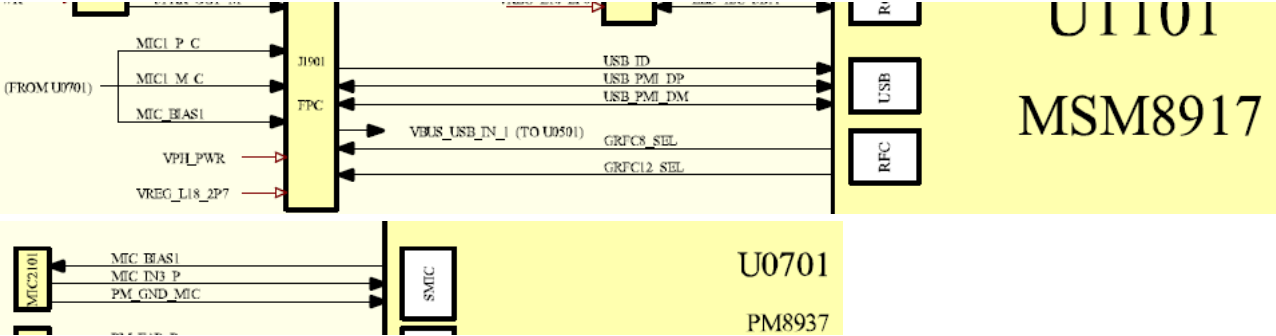 U1101
MIC1_P_C
J1901
USB_ID
USB_PMI_DP
(FROM U0701)
MIC1_M_C
USB_PMI_DM
USB
FPC
MSM8917
MIC_BIAS1
VBUS_USB_IN_1 (TO U0501)
GRFC8_SEL
VPH_PWR
GRFC12_SEL
RFC
VREG_L18_2P7
MIC_BIAS1
MIC_IN3_P
PM_GND_MIC
MIC2101
SMIC
U0701
PM8937